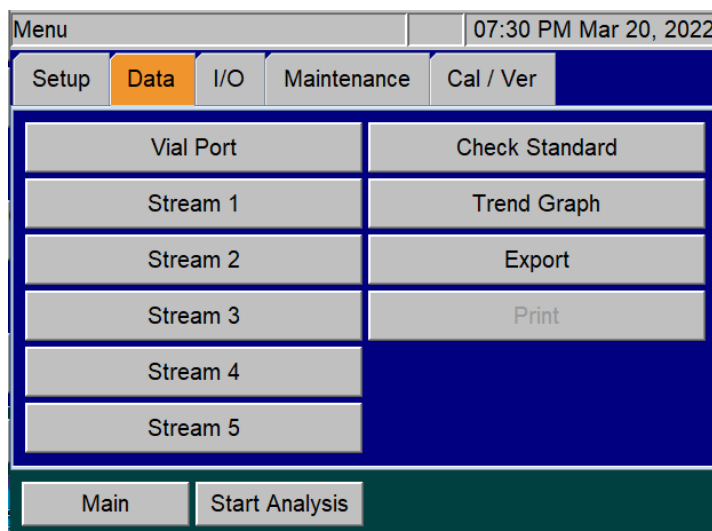 Menu
07:30 PM Mar 20, 2022
Setup Data I/O Maintenance Cal / Ver
Vial Port
Stream 1
Stream 2
Stream 3
Stream 4
Stream 5
Check Standard
Trend Graph
Export
Print
Main Start Analysis